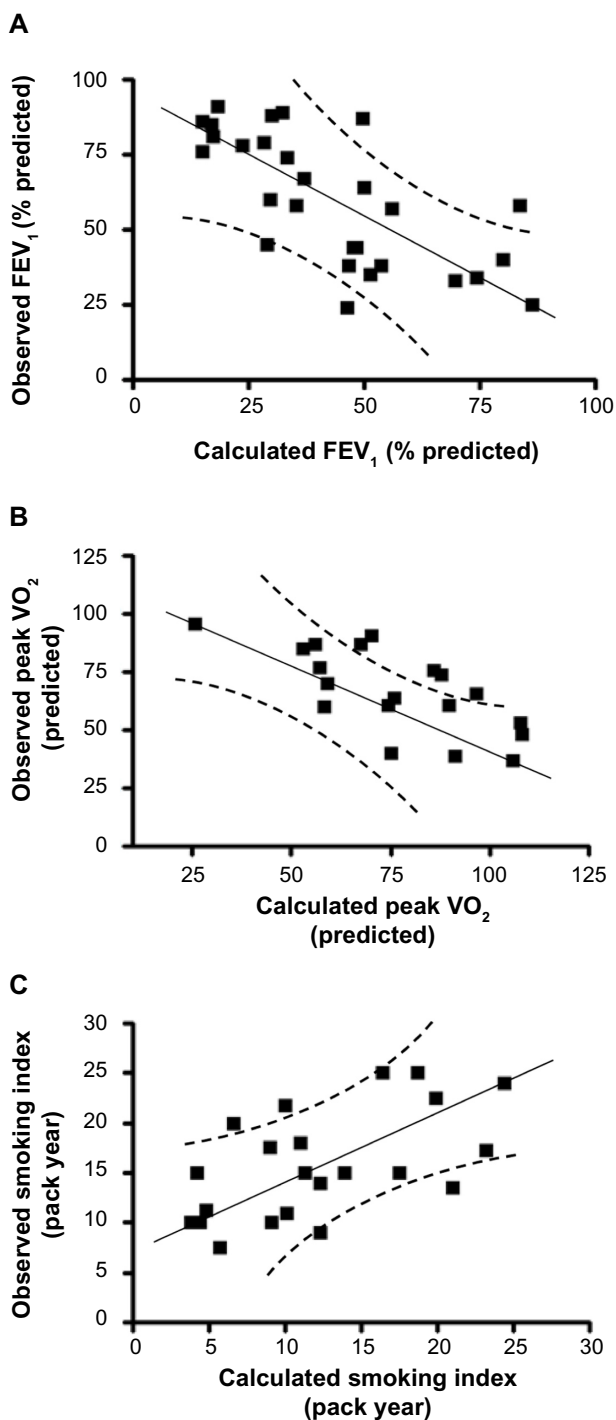 A
Observed FEV₁ (% predicted)
100
75
50
25
0
0 25 50 75 100
Calculated FEV₁ (% predicted)
B
Observed peak VO₂
(predicted)
125
100
75
50
25
0
25 50 75 100 125
Calculated peak VO₂
(predicted)
C
Observed smoking index
(pack year)
30
25
20
15
10
5
0
0 5 10 15 20 25 30
Calculated smoking index
(pack year)